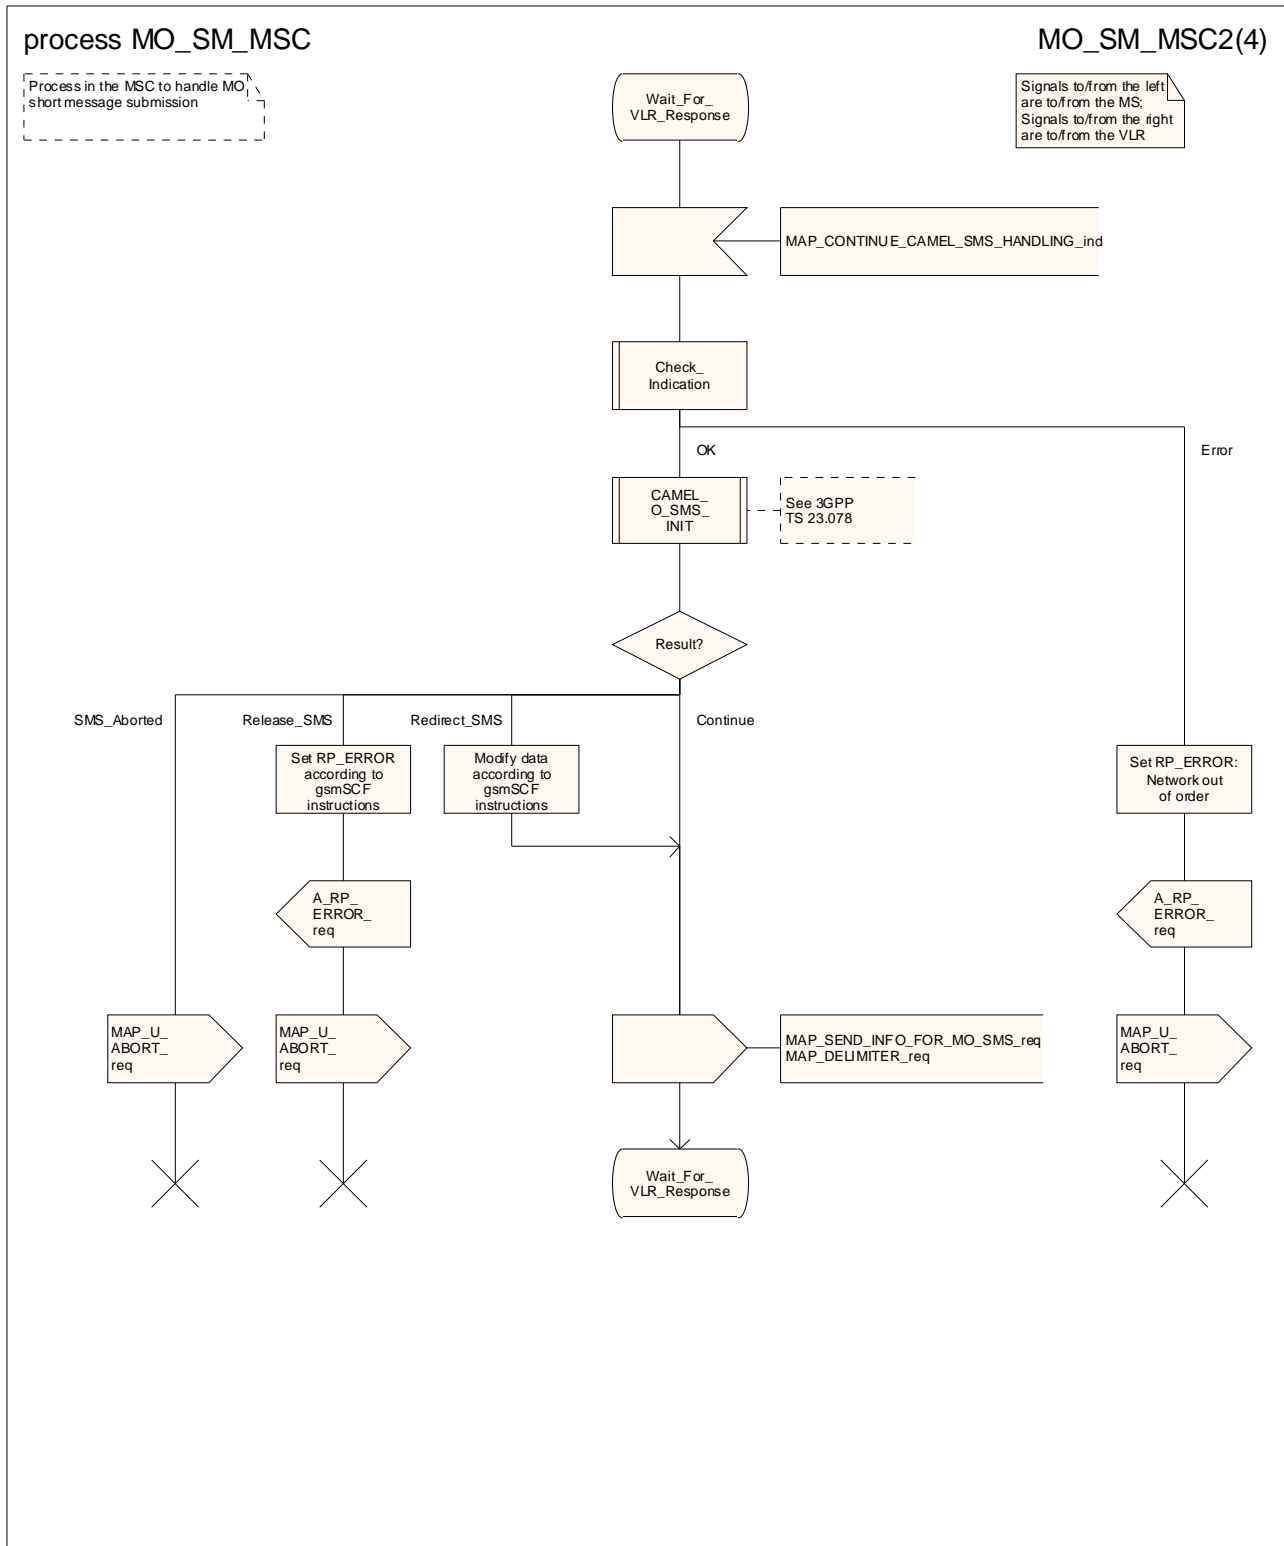 process MO_SM_MSC
MO_SM_MSC2(4)
Process in the MSC to handle MO
short message submission
Wait_For_
VLR_Response
Signals to/from the left
are to/from the MS;
Signals to/from the right
are to/from the VLR
MAP_CONTINUE_CAMEL_SMS_HANDLING_ind
Check_
Indication
OK
Error
CAMEL_
O_SMS_
INIT
See 3GPP
TS 23.078
Result?
SMS_Aborted
Release_SMS
Redirect_SMS
Continue
Set RP_ERROR
according to
gsmSCF
instructions
Modify data
according to
gsmSCF
instructions
Set RP_ERROR:
Network out
of order
A_RP_
ERROR_
req
A_RP_
ERROR_
req
MAP_U_
ABORT_
req
MAP_U_
ABORT_
req
MAP_SEND_INFO_FOR_MO_SMS_req
MAP_DELIMITER_req
MAP_U_
ABORT_
req
Wait_For_
VLR_Response